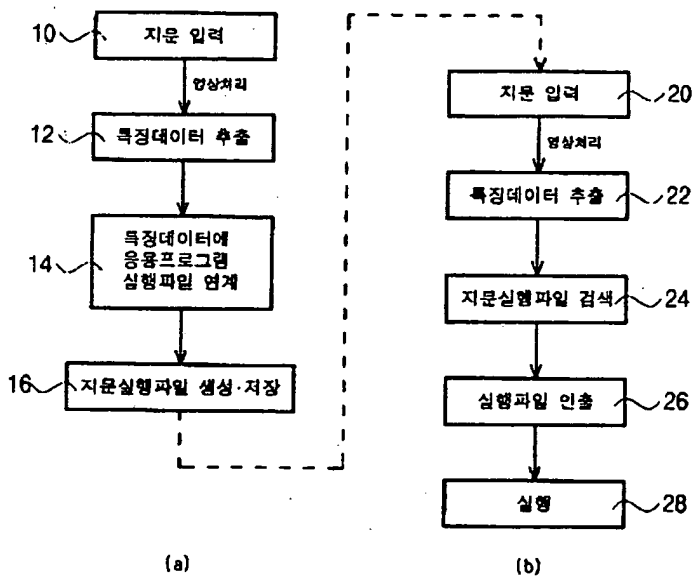 10
지문 입력
영상처리
12
특징데이터 추출
14
특징데이터에
응용프로그램
실행파일 연계
16
지문실행파일 생성·저장
(a)
지문 입력
20
영상처리
특징데이터 추출
22
지문실행파일 검색
24
실행파일 인출
26
실행
28
(b)